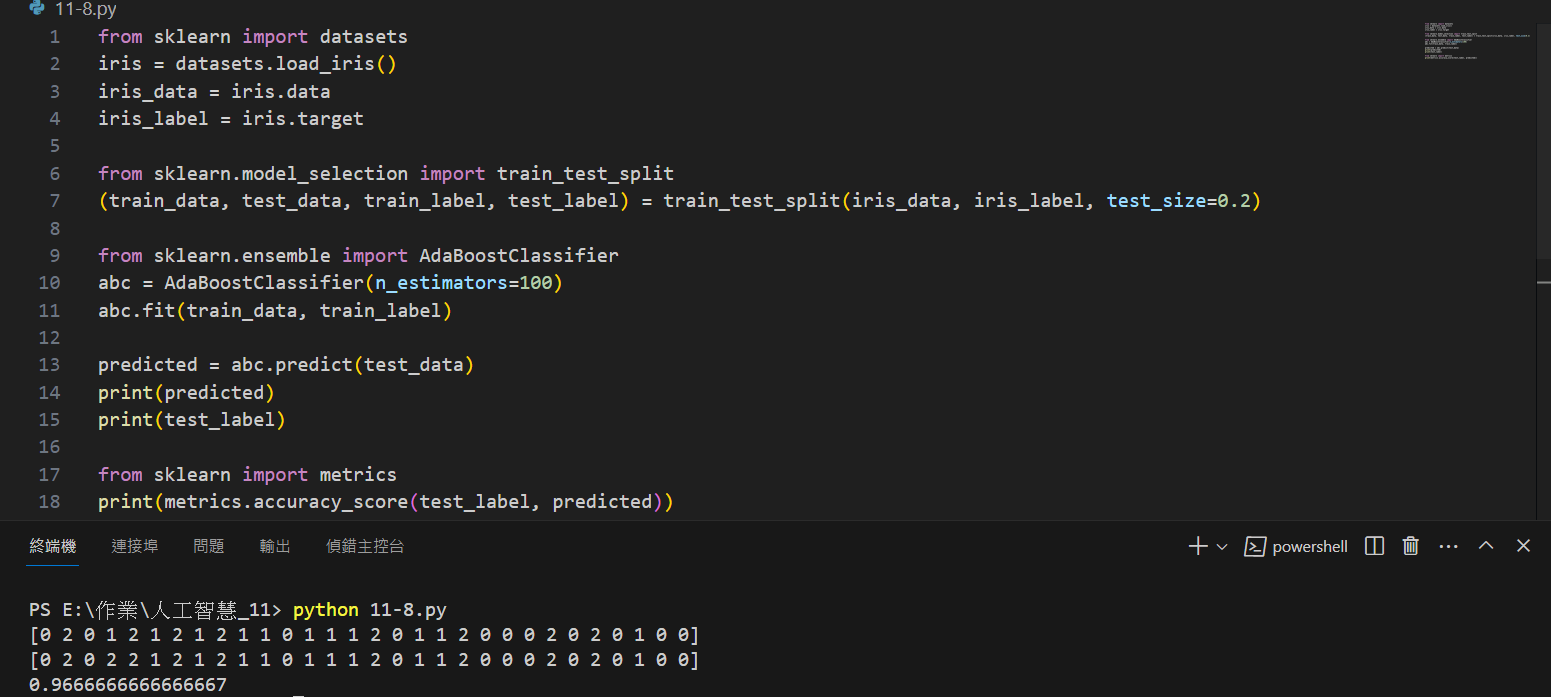 11-8.py
1 from sklearn import datasets
2 iris = datasets.load_iris()
3 iris_data = iris.data
4 iris_label = iris.target
5
6 from sklearn.model_selection import train_test_split
7 (train_data, test_data, train_label, test_label) = train_test_split(iris_data, iris_label, test_size=0.2)
8
9 from sklearn.ensemble import AdaBoostClassifier
10 abc = AdaBoostClassifier(n_estimators=100)
11 abc.fit(train_data, train_label)
12
13 predicted = abc.predict(test_data)
14 print(predicted)
15 print(test_label)
16
17 from sklearn import metrics
18 print(metrics.accuracy_score(test_label, predicted))
終端機 連接埠 問題 輸出 偵錯主控台 powershell
PS E:\作業\人工智慧_11> python 11-8.py
[0 2 0 1 2 1 2 1 2 1 1 0 1 1 1 2 0 1 1 2 0 0 0 2 0 2 0 1 0 0]
[0 2 0 2 2 1 2 1 2 1 1 0 1 1 1 2 0 1 1 2 0 0 0 2 0 2 0 1 0 0]
0.9666666666666667